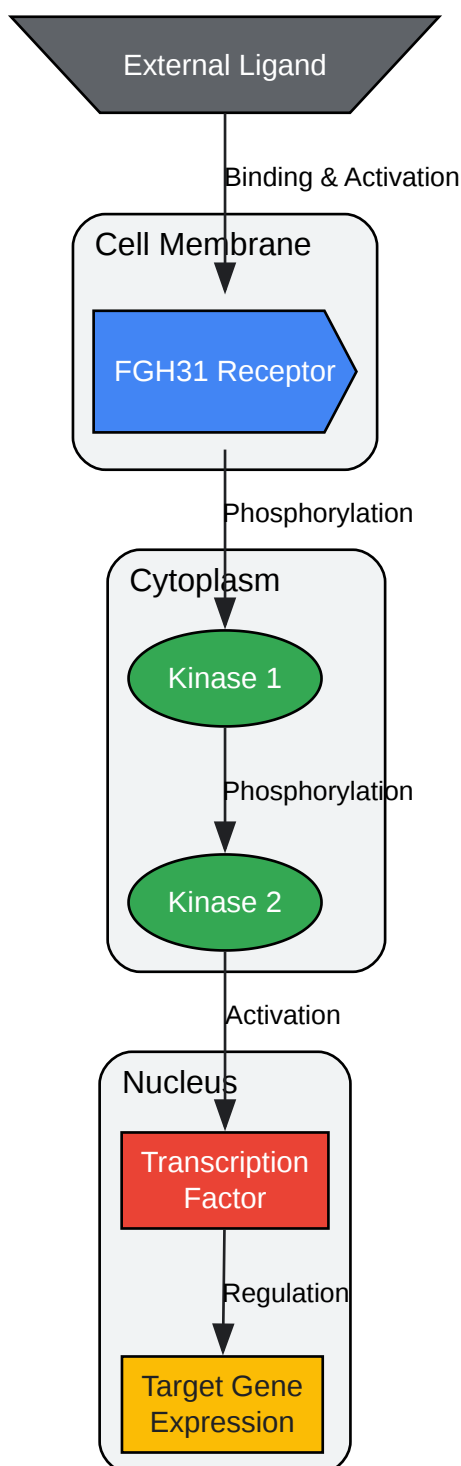 External Ligand
Binding & Activation
Cell Membrane
FGH31 Receptor
Phosphorylation
Cytoplasm
Kinase 1
Phosphorylation
Kinase 2
Activation
Nucleus
Transcription
Factor
Regulation
Target Gene
Expression